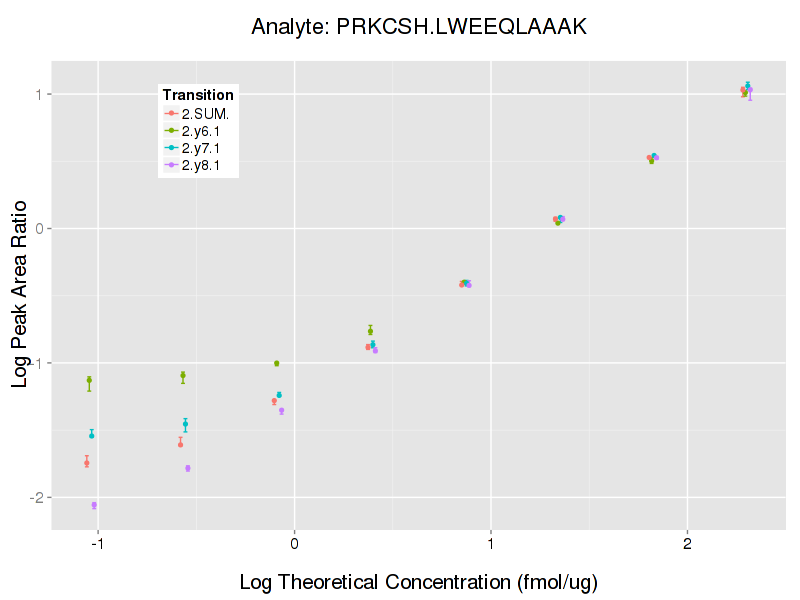 Analyte: PRKCSH.LWEEQLAAAK
Transition
2.SUM.
2.y6.1
2.y7.1
2.y8.1
Log Peak Area Ratio
1
0
-1
-2
-1
0
1
2
Log Theoretical Concentration (fmol/ug)